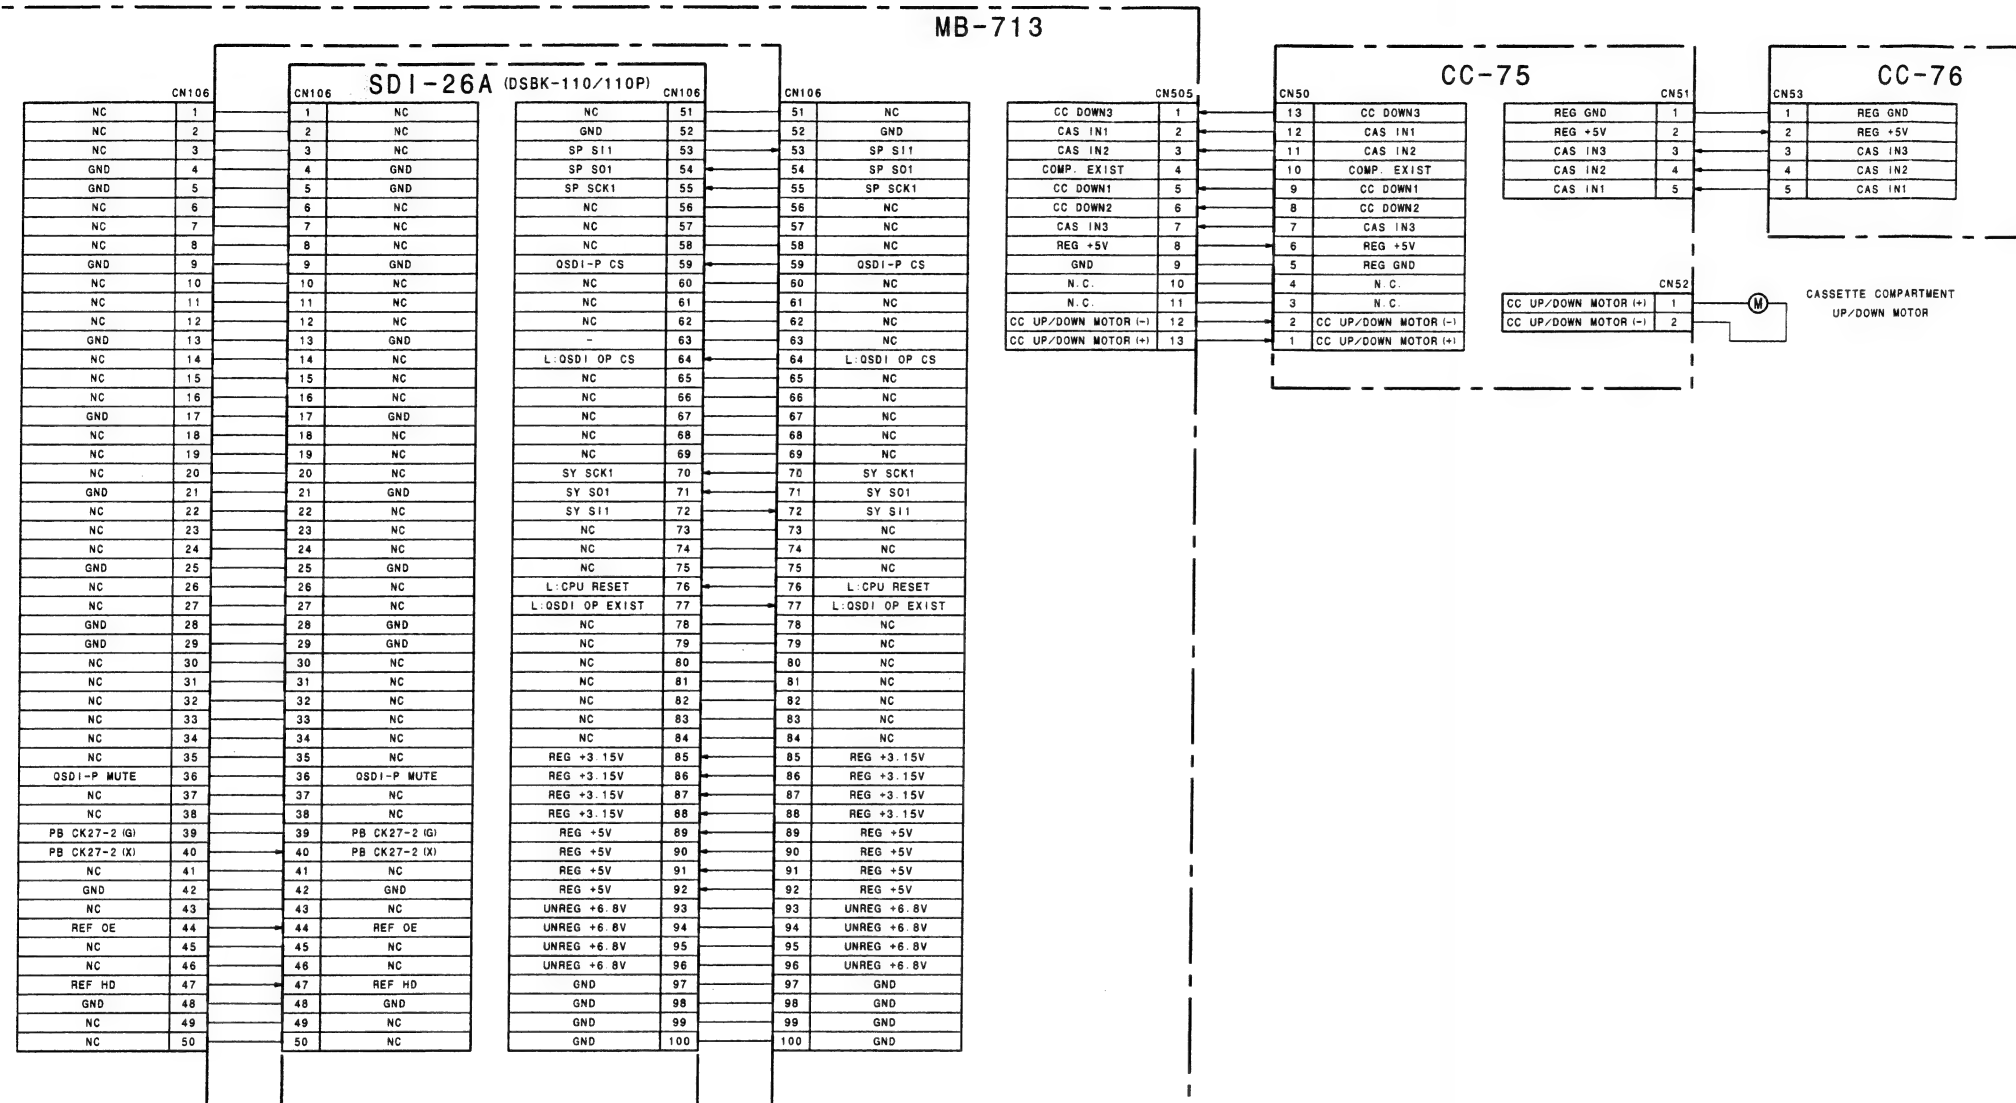 MB-713
SDI-26A (DSBK-110/110P)
CC-75
CC-76
CN106 CN106 CN106 CN106
NC 1 1 NC NC 51 51 NC
NC 2 2 NC GND 52 52 GND
NC 3 3 NC SP SI1 53 53 SP SI1
GND 4 4 GND SP SO1 54 54 SP SO1
GND 5 5 GND SP SCK1 55 55 SP SCK1
NC 6 6 NC NC 56 56 NC
NC 7 7 NC NC 57 57 NC
NC 8 8 NC NC 58 58 NC
GND 9 9 GND QSDI-P CS 59 59 QSDI-P CS
NC 10 10 NC NC 60 60 NC
NC 11 11 NC NC 61 61 NC
NC 12 12 NC NC 62 62 NC
GND 13 13 GND - 63 63 NC
NC 14 14 NC L:QSDI OP CS 64 64 L:QSDI OP CS
NC 15 15 NC NC 65 65 NC
NC 16 16 NC NC 66 66 NC
GND 17 17 GND NC 67 67 NC
NC 18 18 NC NC 68 68 NC
NC 19 19 NC NC 69 69 NC
NC 20 20 NC SY SCK1 70 70 SY SCK1
GND 21 21 GND SY SO1 71 71 SY SO1
NC 22 22 NC SY SI1 72 72 SY SI1
NC 23 23 NC NC 73 73 NC
NC 24 24 NC NC 74 74 NC
GND 25 25 GND NC 75 75 NC
NC 26 26 NC L:CPU RESET 76 76 L:CPU RESET
NC 27 27 NC L:QSDI OP EXIST 77 77 L:QSDI OP EXIST
GND 28 28 GND NC 78 78 NC
GND 29 29 GND NC 79 79 NC
NC 30 30 NC NC 80 80 NC
NC 31 31 NC NC 81 81 NC
NC 32 32 NC NC 82 82 NC
NC 33 33 NC NC 83 83 NC
NC 34 34 NC NC 84 84 NC
NC 35 35 NC REG +3.15V 85 85 REG +3.15V
QSDI-P MUTE 36 36 QSDI-P MUTE REG +3.15V 86 86 REG +3.15V
NC 37 37 NC REG +3.15V 87 87 REG +3.15V
NC 38 38 NC REG +3.15V 88 88 REG +3.15V
PB CK27-2 (G) 39 39 PB CK27-2 (G) REG +5V 89 89 REG +5V
PB CK27-2 (X) 40 40 PB CK27-2 (X) REG +5V 90 90 REG +5V
NC 41 41 NC REG +5V 91 91 REG +5V
GND 42 42 GND REG +5V 92 92 REG +5V
NC 43 43 NC UNREG +6.8V 93 93 UNREG +6.8V
REF OE 44 44 REF OE UNREG +6.8V 94 94 UNREG +6.8V
NC 45 45 NC UNREG +6.8V 95 95 UNREG +6.8V
NC 46 46 NC UNREG +6.8V 96 96 UNREG +6.8V
REF HD 47 47 REF HD GND 97 97 GND
GND 48 48 GND GND 98 98 GND
NC 49 49 NC GND 99 99 GND
NC 50 50 NC GND 100 100 GND
CN505 CN50
CC DOWN3 1 13 CC DOWN3
CAS IN1 2 12 CAS IN1
CAS IN2 3 11 CAS IN2
COMP. EXIST 4 10 COMP. EXIST
CC DOWN1 5 9 CC DOWN1
CC DOWN2 6 8 CC DOWN2
CAS IN3 7 7 CAS IN3
REG +5V 8 6 REG +5V
GND 9 5 REG GND
N.C. 10 4 N.C.
N.C. 11 3 N.C.
CC UP/DOWN MOTOR (-) 12 2 CC UP/DOWN MOTOR (-)
CC UP/DOWN MOTOR (+) 13 1 CC UP/DOWN MOTOR (+)
CN51 CN53
REG GND 1 1 REG GND
REG +5V 2 2 REG +5V
CAS IN3 3 3 CAS IN3
CAS IN2 4 4 CAS IN2
CAS IN1 5 5 CAS IN1
CN52
CC UP/DOWN MOTOR (+) 1 M
CC UP/DOWN MOTOR (-) 2
CASSETTE COMPARTMENT
UP/DOWN MOTOR